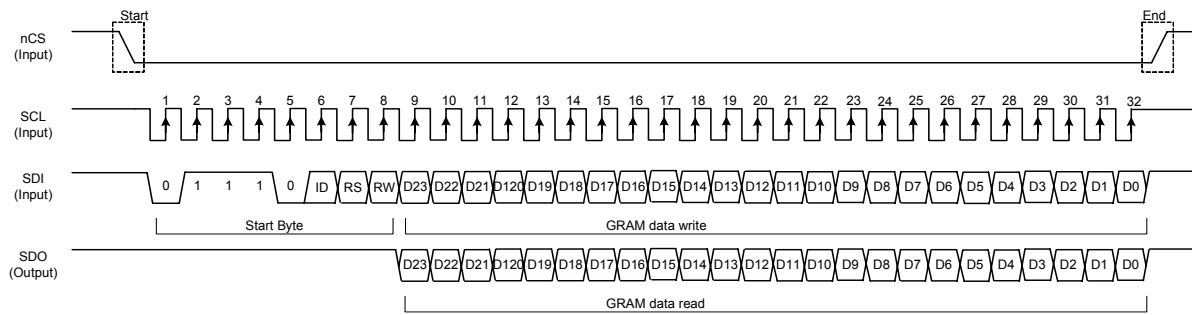 Start End
nCS
(Input)
1 2 3 4 5 6 7 8 9 10 11 12 13 14 15 16 17 18 19 20 21 22 23 24 25 26 27 28 29 30 31 32
SCL
(Input)
SDI
(Input)
0 1 1 1 0 ID RS RW D23 D22 D21 D120 D19 D18 D17 D16 D15 D14 D13 D12 D11 D10 D9 D8 D7 D6 D5 D4 D3 D2 D1 D0
Start Byte GRAM data write
SDO
(Output)
D23 D22 D21 D120 D19 D18 D17 D16 D15 D14 D13 D12 D11 D10 D9 D8 D7 D6 D5 D4 D3 D2 D1 D0
GRAM data read